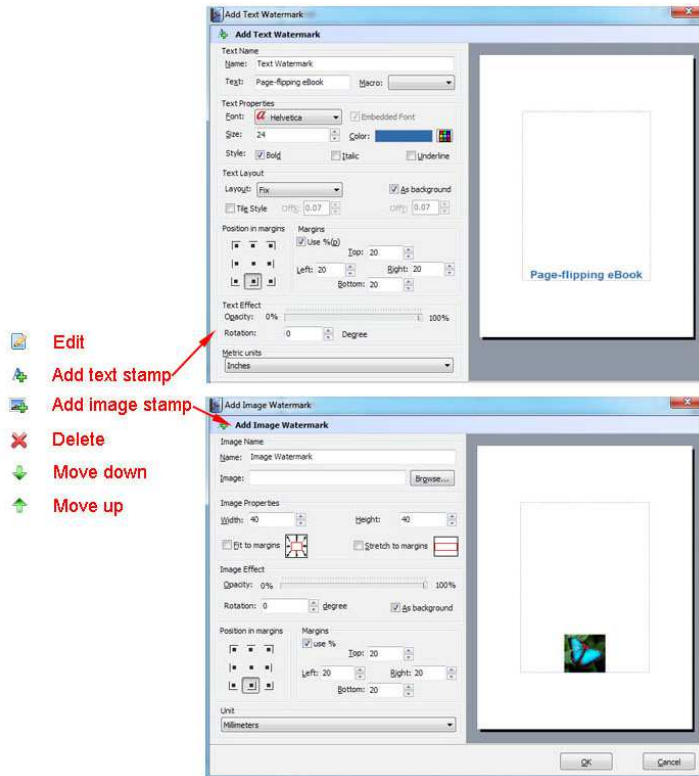 Add Text Watermark
Add Text Watermark
Text Name
Name: Text Watermark
Text: Page-flipping eBook Macro:
Text Properties
Font: a Helvetica Embedded Font
Size: 24 Color:
Style: Bold Italic Underline
Text Layout
Layout: Fix As background
Tile Style OffX: 0.07 OffY: 0.07
Position in margins Margins
Use %(p)
Top: 20
Left: 20 Right: 20
Bottom: 20
Page-flipping eBook
Text Effect
Opacity: 0% 100%
Rotation: 0 Degree
Metric units
Inches
Edit
Add text stamp
Add image stamp
Delete
Move down
Move up
Add Image Watermark
Add Image Watermark
Image Name
Name: Image Watermark
Image: Browse...
Image Properties
Width: 40 Height: 40
Fit to margins Stretch to margins
Image Effect
Opacity: 0% 100%
Rotation: 0 degree As background
Position in margins Margins
use %
Top: 20
Left: 20 Right: 20
Bottom: 20
Unit
Millimeters
OK Cancel